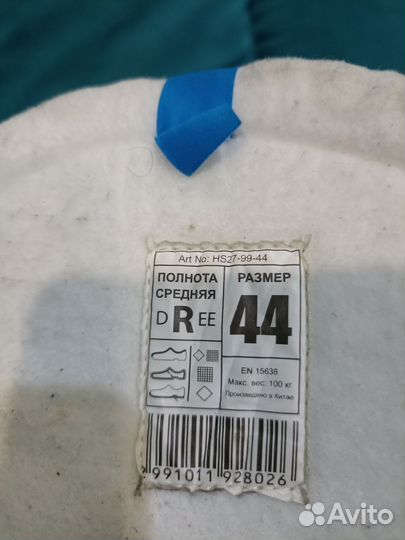 Art No: HS27-99-44
ПОЛНОТА
СРЕДНЯЯ
D R EE
РАЗМЕР
44
EN 15638
Макс. вес: 100 кг
Произведено в Китае
991011 928026
Avito